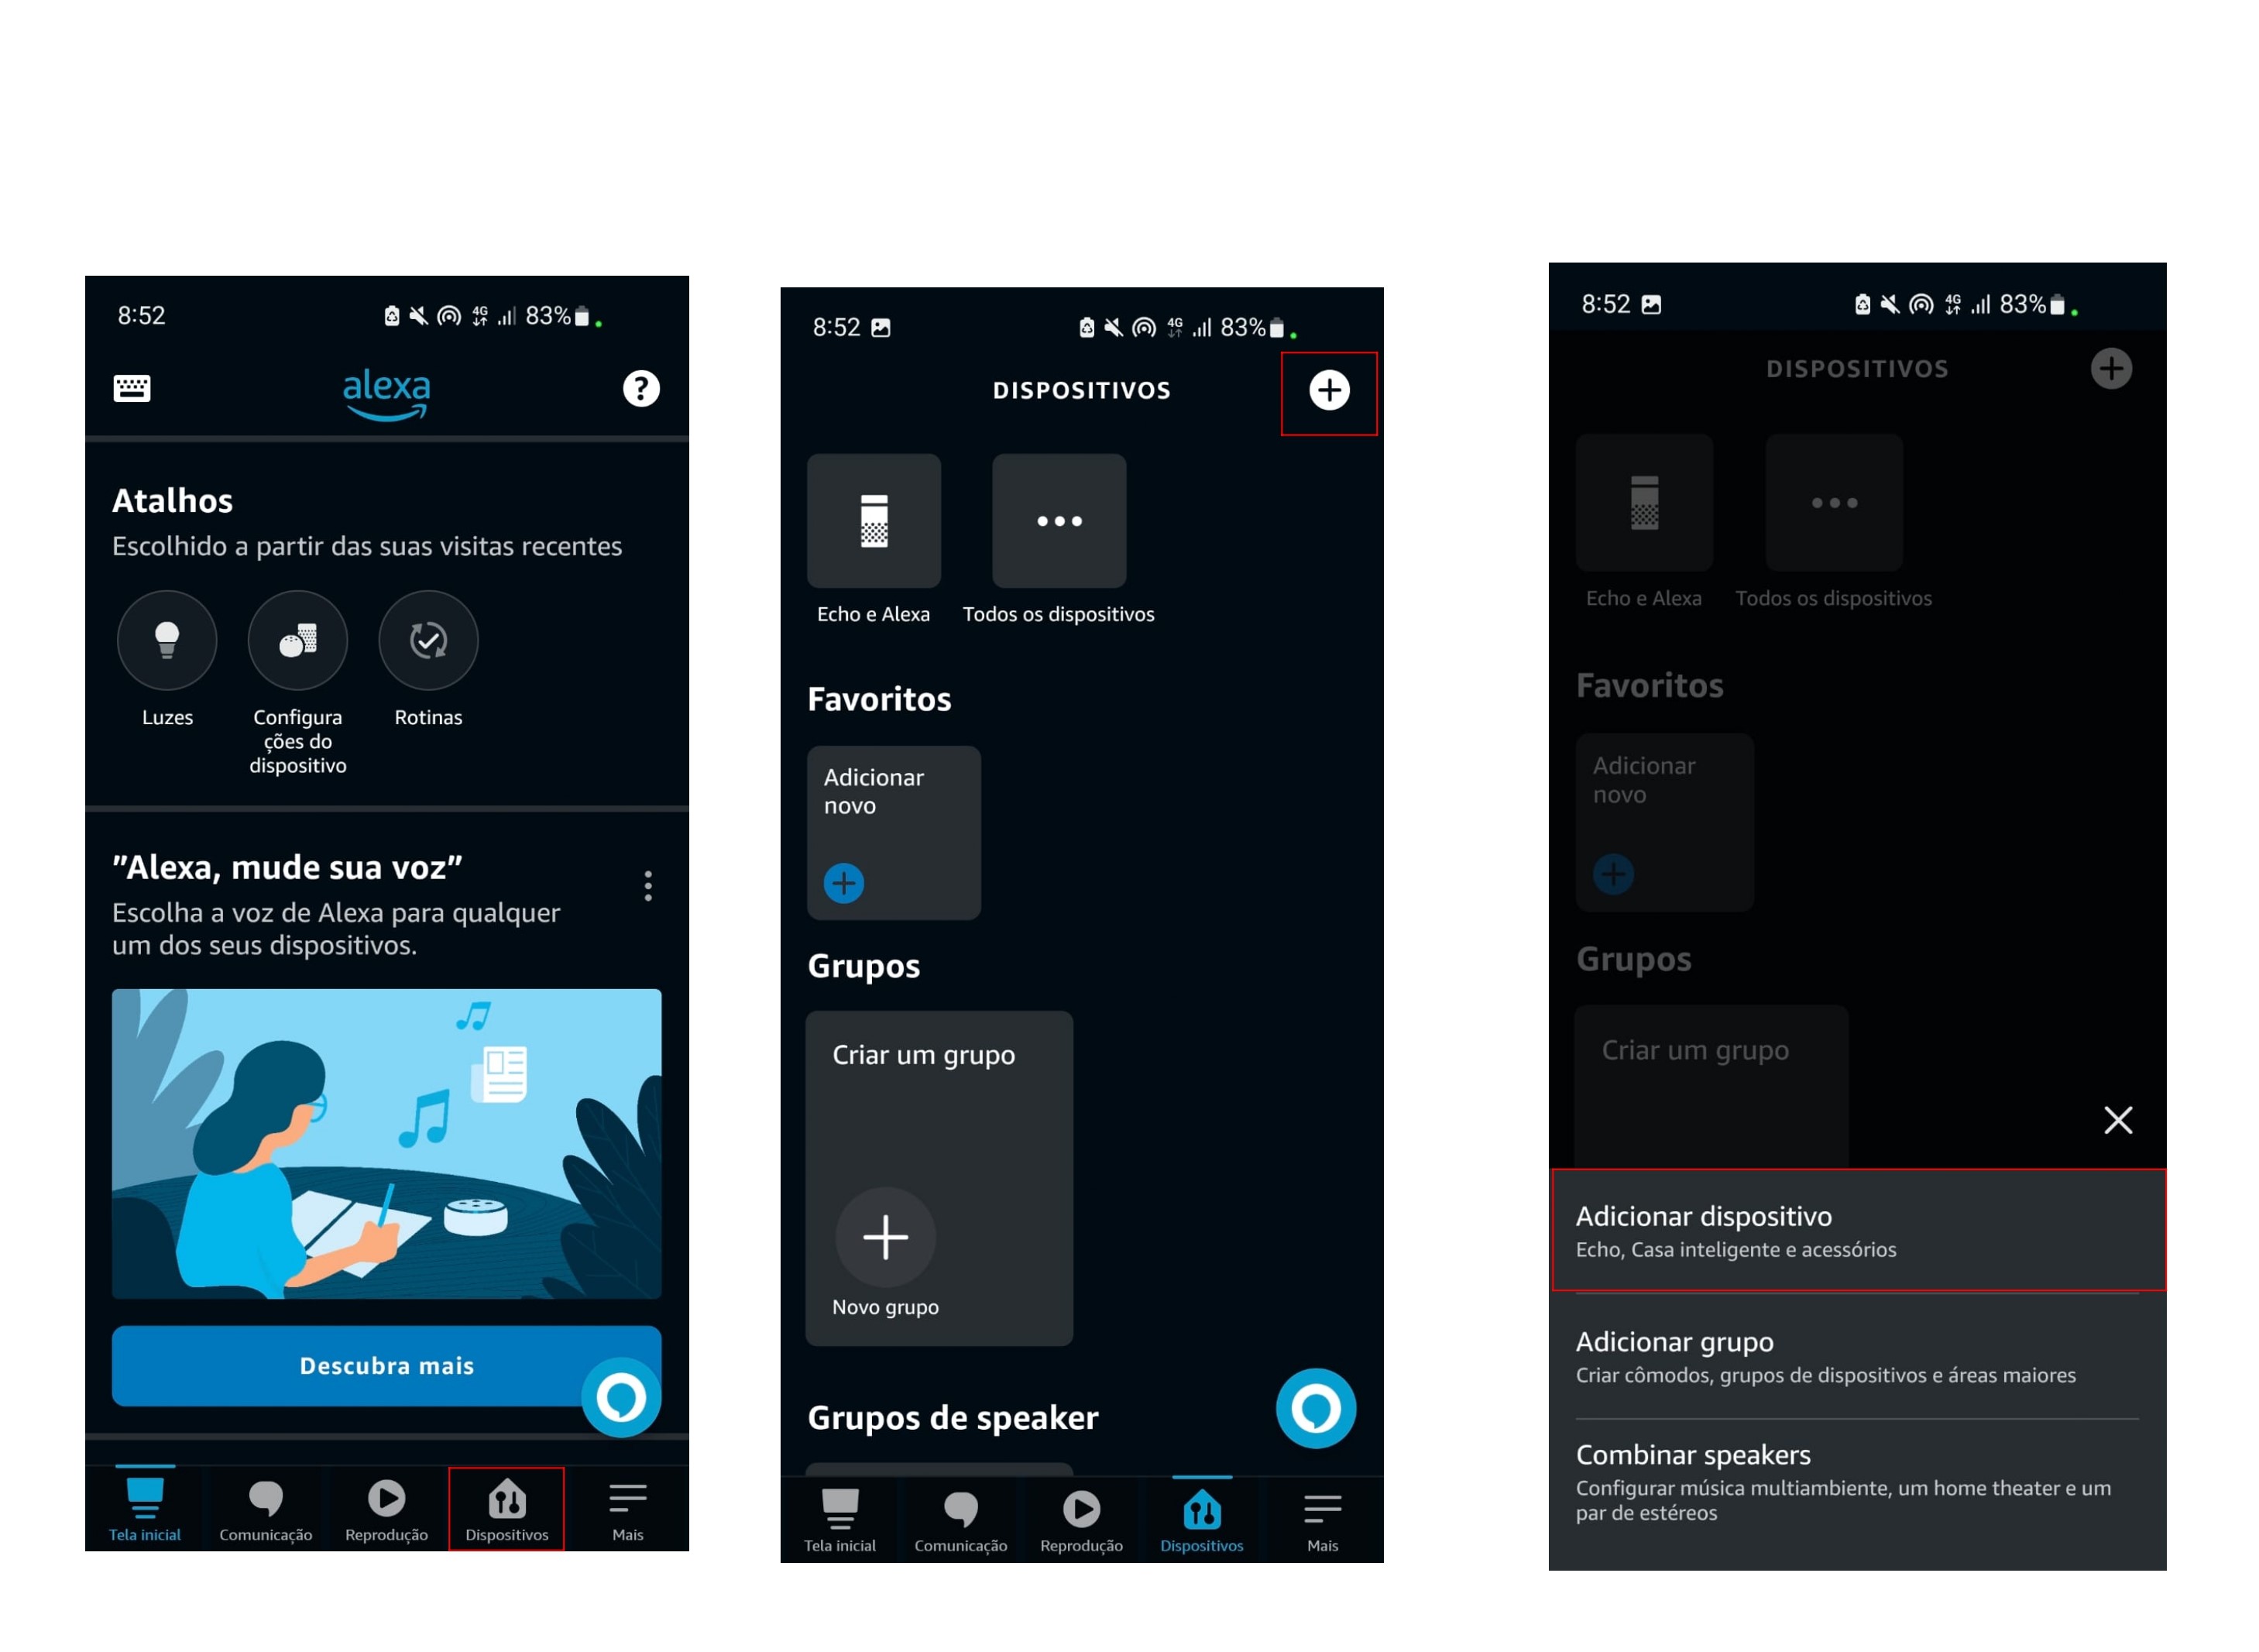 8:52
4G
83%
alexa
?
Atalhos
Escolhido a partir das suas visitas recentes
Luzes
Configura
ções do
dispositivo
Rotinas
"Alexa, mude sua voz"
Escolha a voz de Alexa para qualquer
um dos seus dispositivos.
Descubra mais
Tela inicial
Comunicação
Reprodução
Dispositivos
Mais
8:52
4G
83%
DISPOSITIVOS
Echo e Alexa
Todos os dispositivos
Favoritos
Adicionar
novo
Grupos
Criar um grupo
Novo grupo
Grupos de speaker
Tela inicial
Comunicação
Reprodução
Dispositivos
Mais
8:52
4G
83%
DISPOSITIVOS
Echo e Alexa
Todos os dispositivos
Favoritos
Adicionar
novo
Grupos
Criar um grupo
Adicionar dispositivo
Echo, Casa inteligente e acessórios
Adicionar grupo
Criar cômodos, grupos de dispositivos e áreas maiores
Combinar speakers
Configurar música multiambiente, um home theater e um
par de estéreos